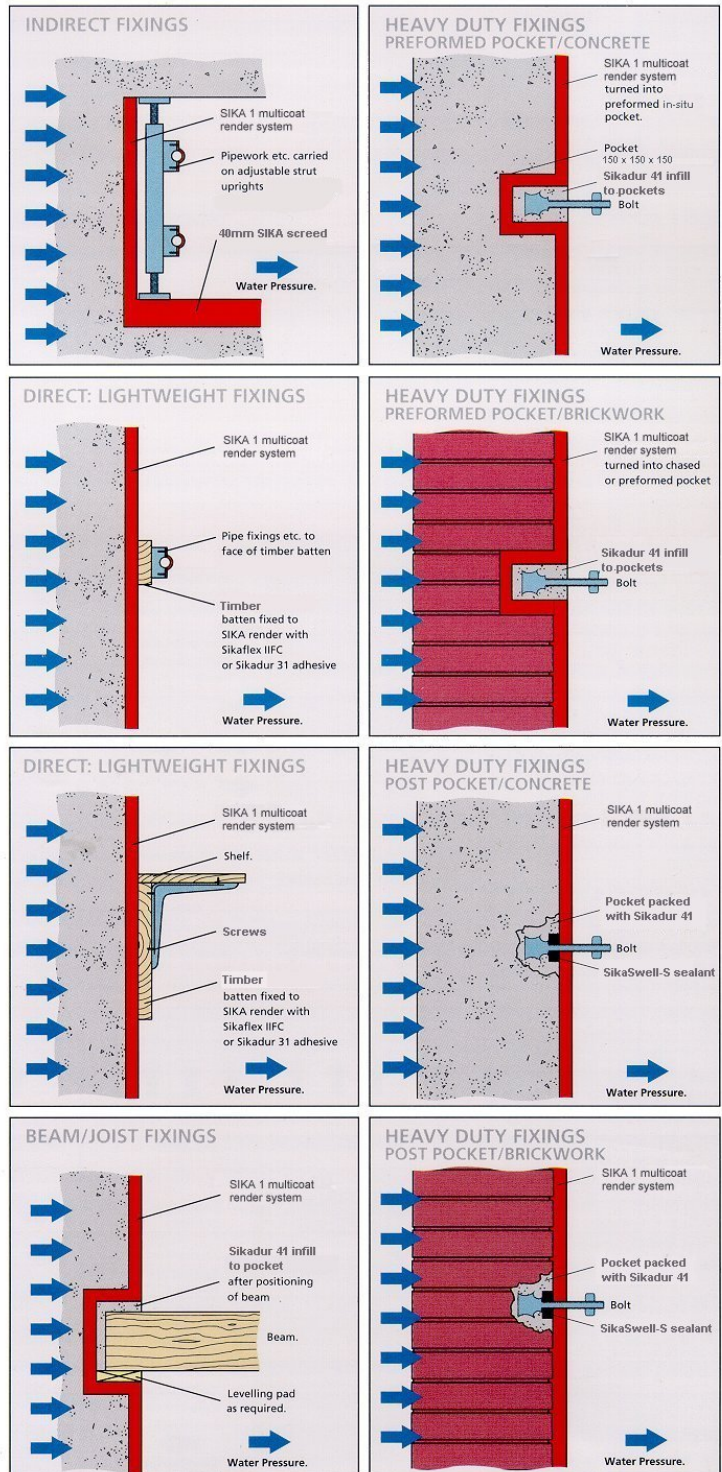 INDIRECT FIXINGS
SIKA 1 multicoat
render system
Pipework etc. carried
on adjustable strut
uprights
40mm SIKA screed
Water Pressure.
HEAVY DUTY FIXINGS
PREFORMED POCKET/CONCRETE
SIKA 1 multicoat
render system
turned into
preformed in-situ
pocket.
Pocket
150 x 150 x 150
Sikadur 41 infill
to pockets
Bolt
Water Pressure.
DIRECT: LIGHTWEIGHT FIXINGS
SIKA 1 multicoat
render system
Pipe fixings etc. to
face of timber batten
Timber
batten fixed to
SIKA render with
Sikaflex IIFC
or Sikadur 31 adhesive
Water Pressure.
HEAVY DUTY FIXINGS
PREFORMED POCKET/BRICKWORK
SIKA 1 multicoat
render system
turned into chased
or preformed pocket
Sikadur 41 infill
to pockets
Bolt
Water Pressure.
DIRECT: LIGHTWEIGHT FIXINGS
SIKA 1 multicoat
render system
Shelf.
Screws
Timber
batten fixed to
SIKA render with
Sikaflex IIFC
or Sikadur 31 adhesive
Water Pressure.
HEAVY DUTY FIXINGS
POST POCKET/CONCRETE
SIKA 1 multicoat
render system
Pocket packed
with Sikadur 41
Bolt
SikaSwell-S sealant
Water Pressure.
BEAM/JOIST FIXINGS
SIKA 1 multicoat
render system
Sikadur 41 infill
to pocket
after positioning
of beam
Beam.
Levelling pad
as required.
Water Pressure.
HEAVY DUTY FIXINGS
POST POCKET/BRICKWORK
SIKA 1 multicoat
render system
Pocket packed
with Sikadur 41
Bolt
SikaSwell-S sealant
Water Pressure.